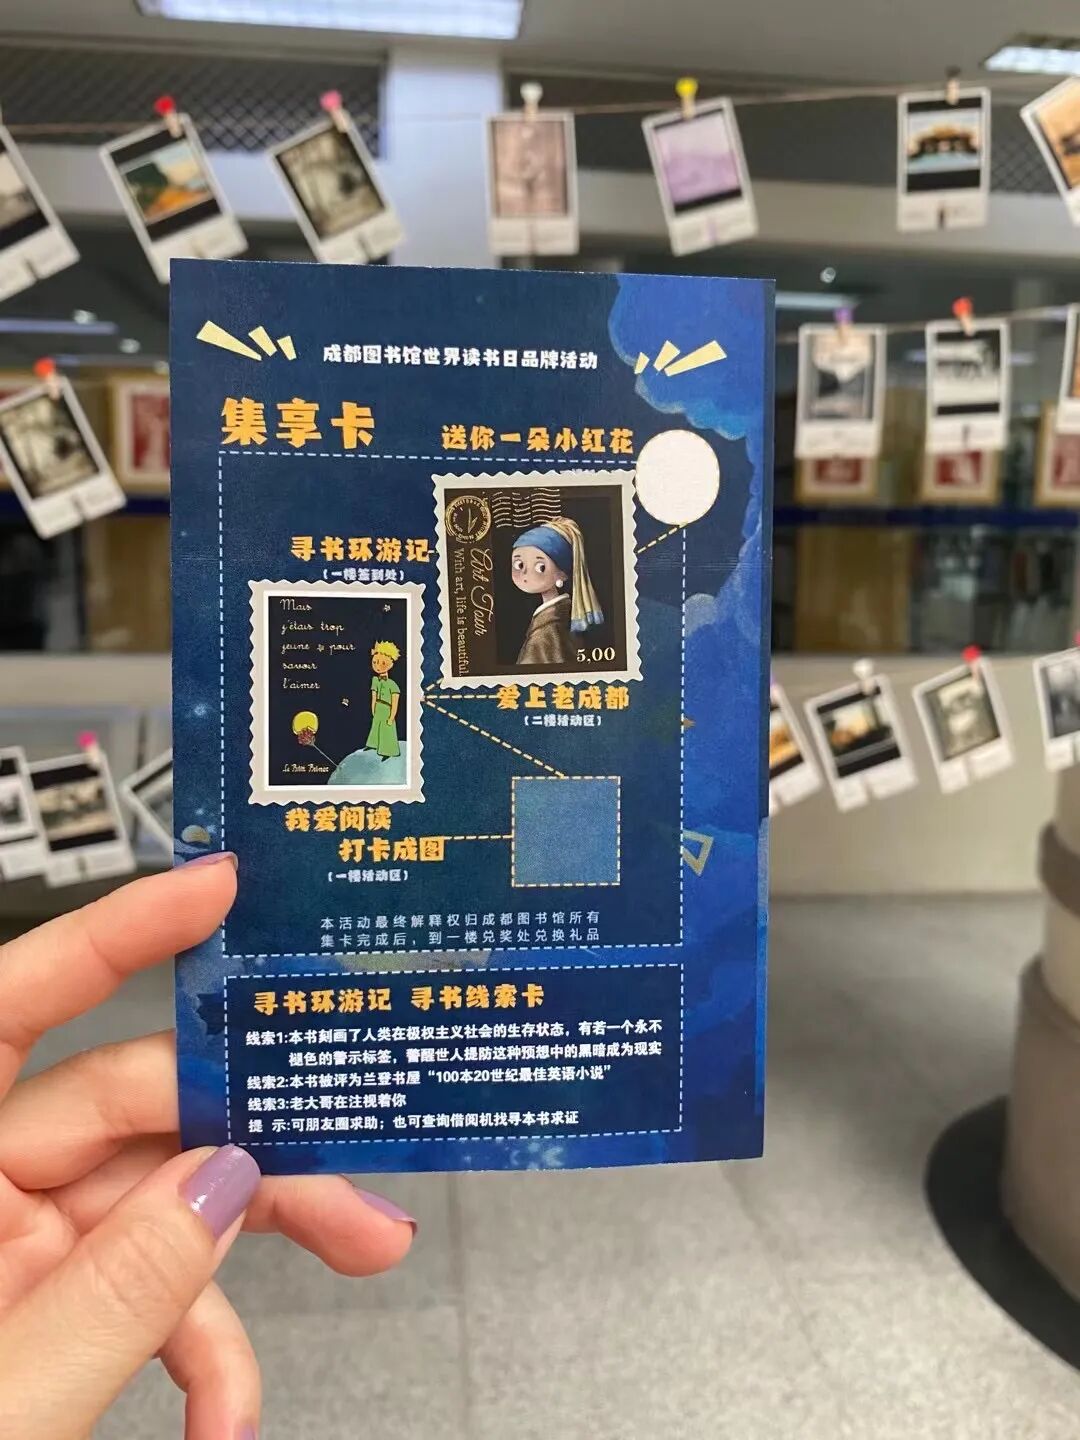 成都图书馆世界读书日品牌活动
集享卡
送你一朵小红花
寻书环游记
(一楼签到处)
With art, life is beautiful.
Art Tour
5,00
Mais
j'étais trop
jeune pour
savoir
l'aimer
Le Petit Prince
爱上老成都
(二楼活动区)
我爱阅读
打卡成图
(一楼活动区)
本活动最终解释权归成都图书馆所有
集卡完成后，到一楼兑奖处兑换礼品
寻书环游记 寻书线索卡
线索1:本书刻画了人类在极权主义社会的生存状态，有若一个永不
褪色的警示标签，警醒世人提防这种预想中的黑暗成为现实
线索2:本书被评为兰登书屋“100本20世纪最佳英语小说”
线索3:老大哥在注视着你
提 示:可朋友圈求助；也可查询借阅机找寻本书求证